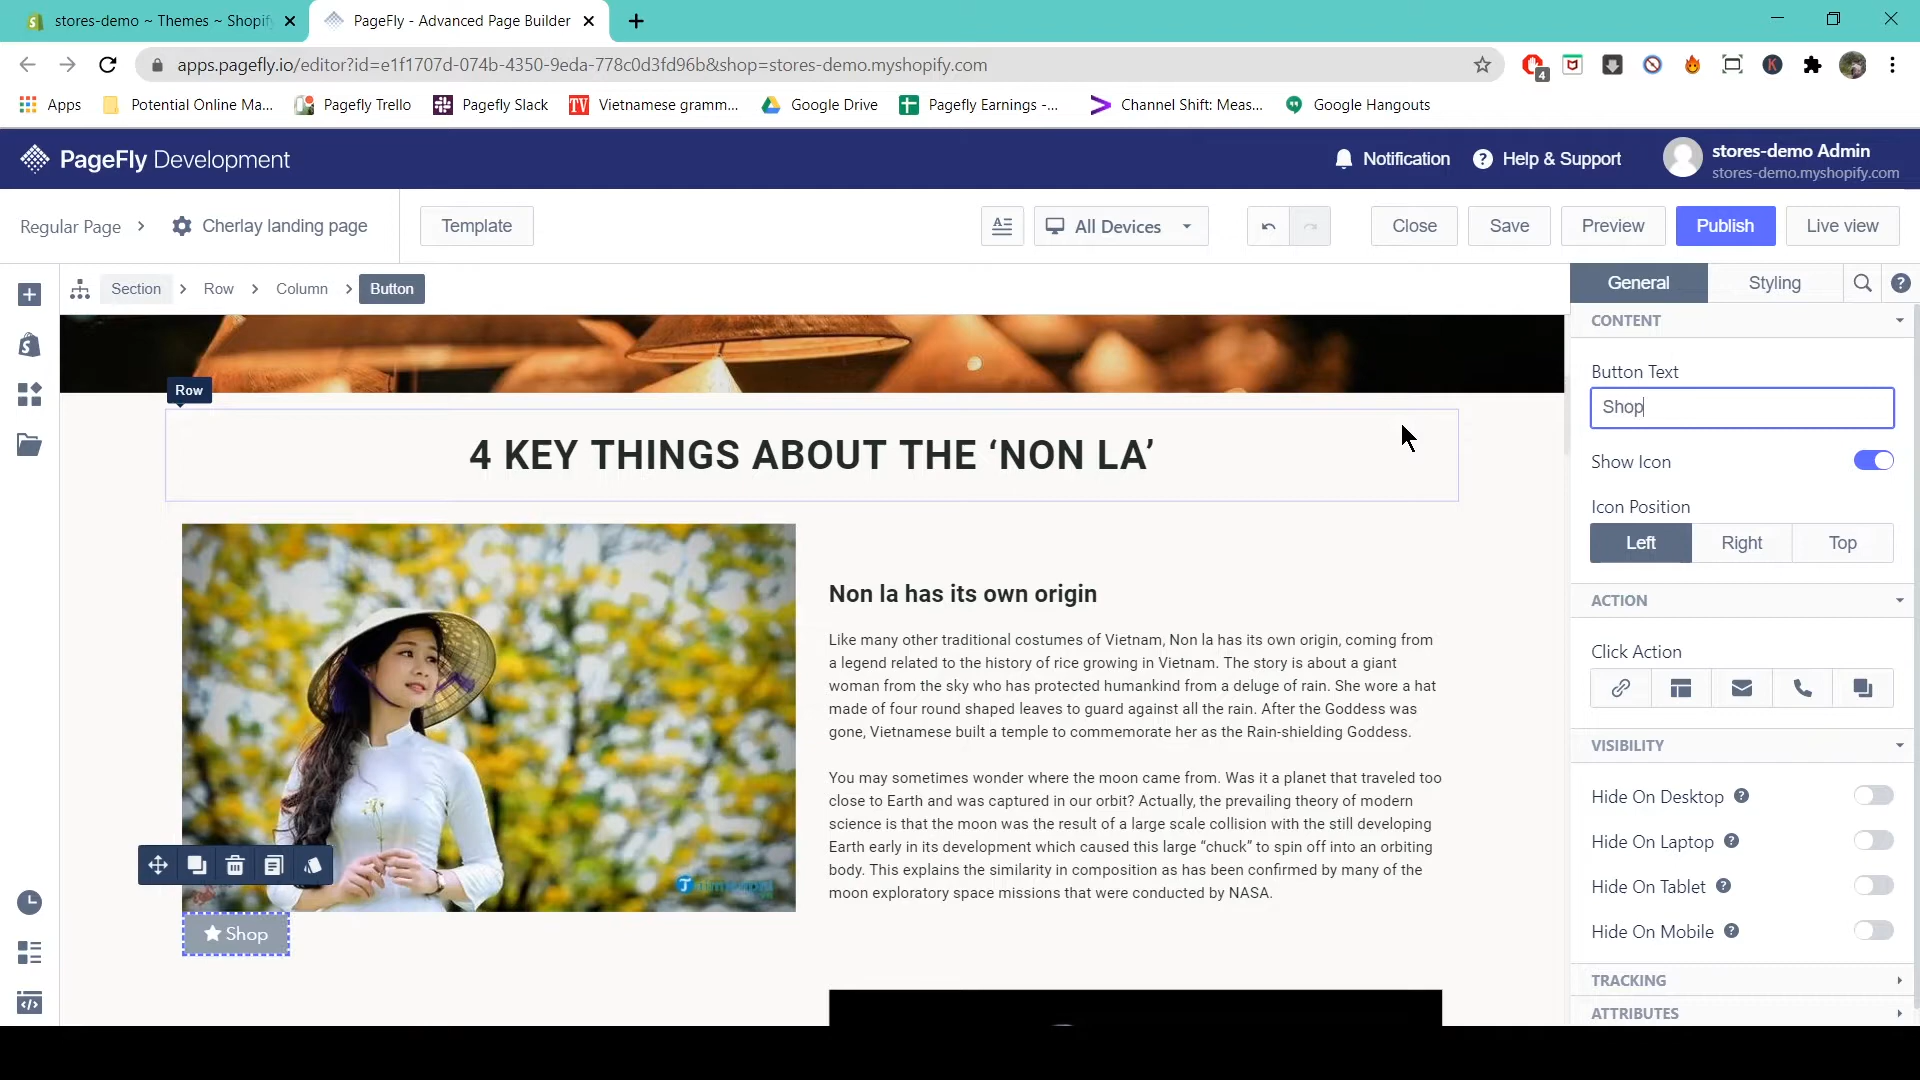 stores-demo ~ Themes ~ Shopif
PageFly - Advanced Page Builder
apps.pagefly.io/editor?id=e1f1707d-074b-4350-9eda-778c0d3fd96b&shop=stores-demo.myshopify.com
4
K
Apps
Potential Online Ma...
Pagefly Trello
Pagefly Slack
TV
Vietnamese gramm...
Google Drive
Pagefly Earnings -...
Channel Shift: Meas...
Google Hangouts
PageFly Development
Notification
? Help & Support
stores-demo Admin
stores-demo.myshopify.com
Regular Page
Cherlay landing page
Template
All Devices
Close
Save
Preview
Publish
Live view
Section
Row
Column
Button
General
Styling
?
CONTENT
Row
Button Text
Shop
4 KEY THINGS ABOUT THE ‘NON LA’
Show Icon
Icon Position
Left
Right
Top
Non la has its own origin
ACTION
Like many other traditional costumes of Vietnam, Non la has its own origin, coming from
a legend related to the history of rice growing in Vietnam. The story is about a giant
woman from the sky who has protected humankind from a deluge of rain. She wore a hat
made of four round shaped leaves to guard against all the rain. After the Goddess was
gone, Vietnamese built a temple to commemorate her as the Rain-shielding Goddess.
Click Action
VISIBILITY
You may sometimes wonder where the moon came from. Was it a planet that traveled too
close to Earth and was captured in our orbit? Actually, the prevailing theory of modern
science is that the moon was the result of a large scale collision with the still developing
Earth early in its development which caused this large “chuck” to spin off into an orbiting
body. This explains the similarity in composition as has been confirmed by many of the
moon exploratory space missions that were conducted by NASA.
Hide On Desktop ?
Hide On Laptop ?
Hide On Tablet ?
Hide On Mobile ?
Shop
TRACKING
ATTRIBUTES